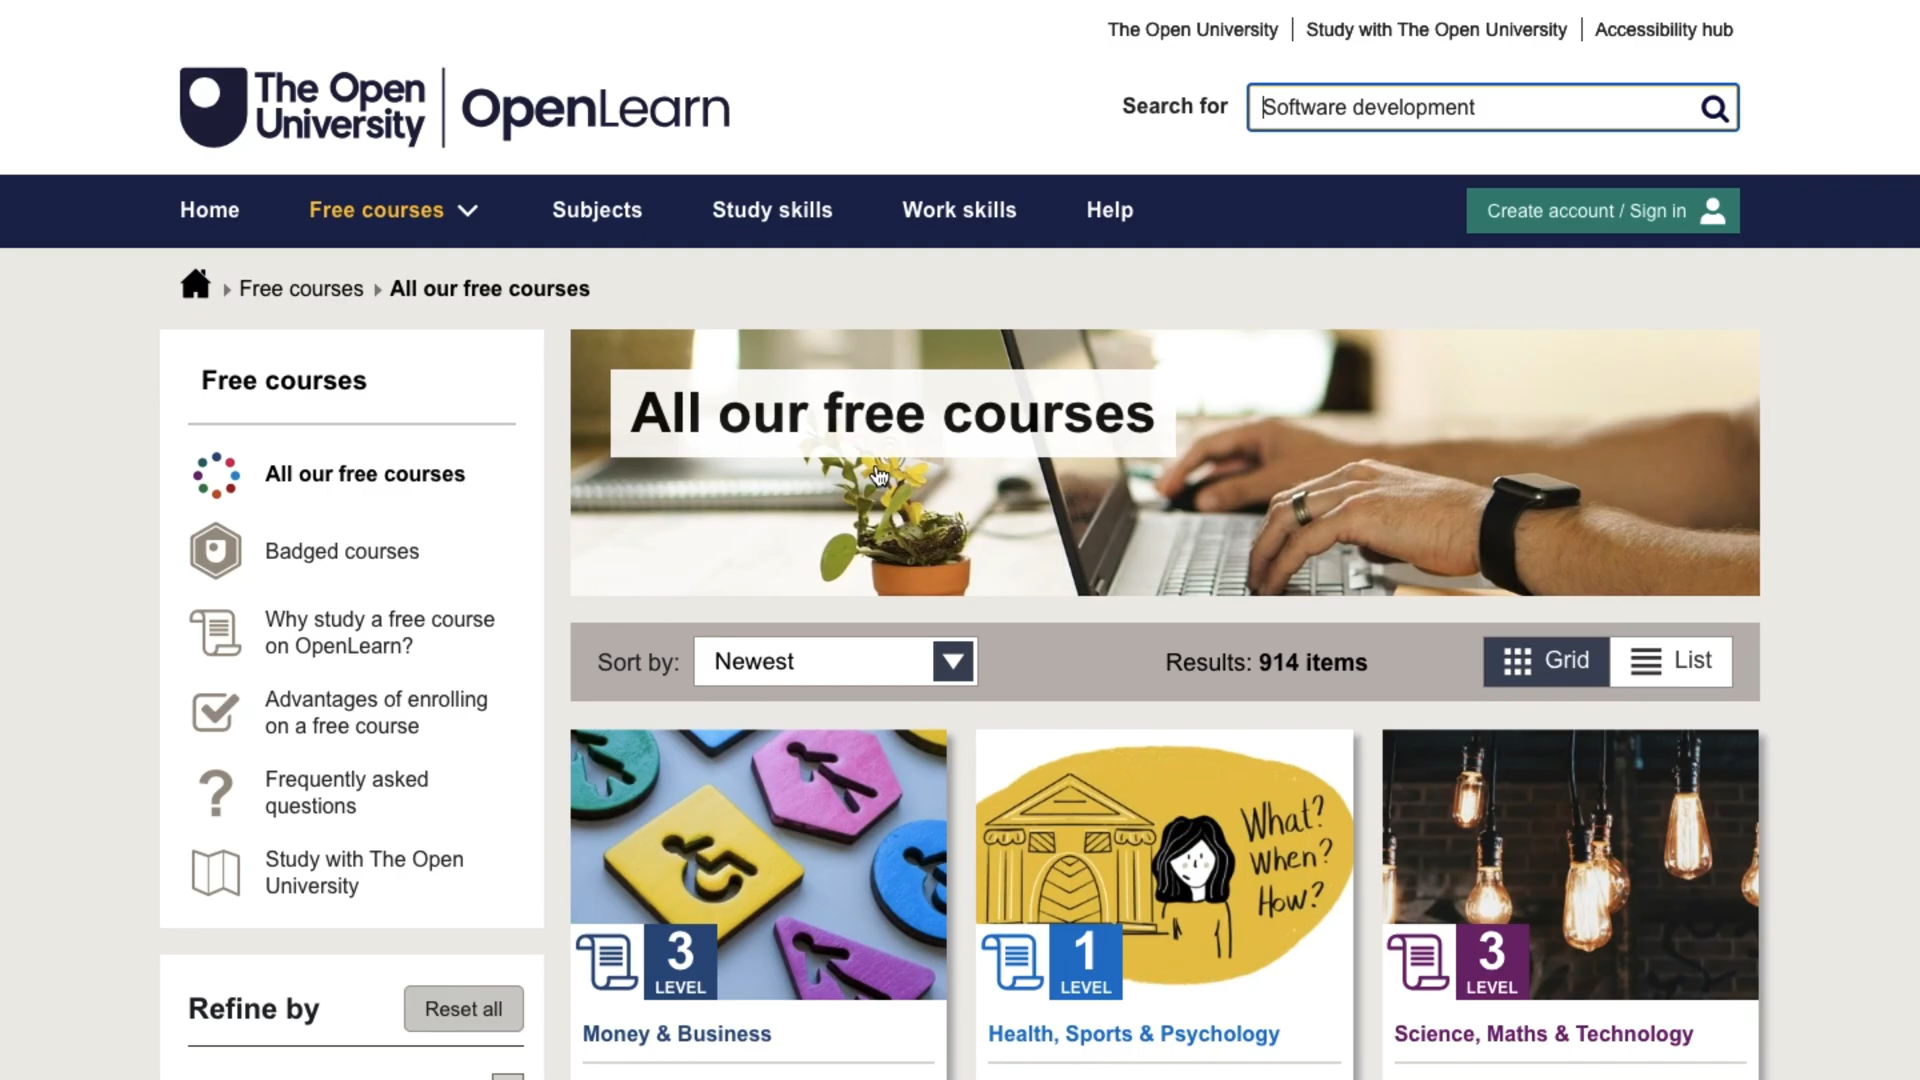 The Open University
Study with The Open University
Accessibility hub
The Open
University
OpenLearn
Search for
Software development
Home
Free courses
Subjects
Study skills
Work skills
Help
Create account / Sign in
Free courses
All our free courses
Free courses
All our free courses
Badged courses
Why study a free course
on OpenLearn?
Advantages of enrolling
on a free course
Frequently asked
questions
Study with The Open
University
Refine by
Reset all
All our free courses
Sort by:
Newest
Results: 914 items
Grid
List
3
LEVEL
Money & Business
What?
When?
How?
1
LEVEL
Health, Sports & Psychology
3
LEVEL
Science, Maths & Technology